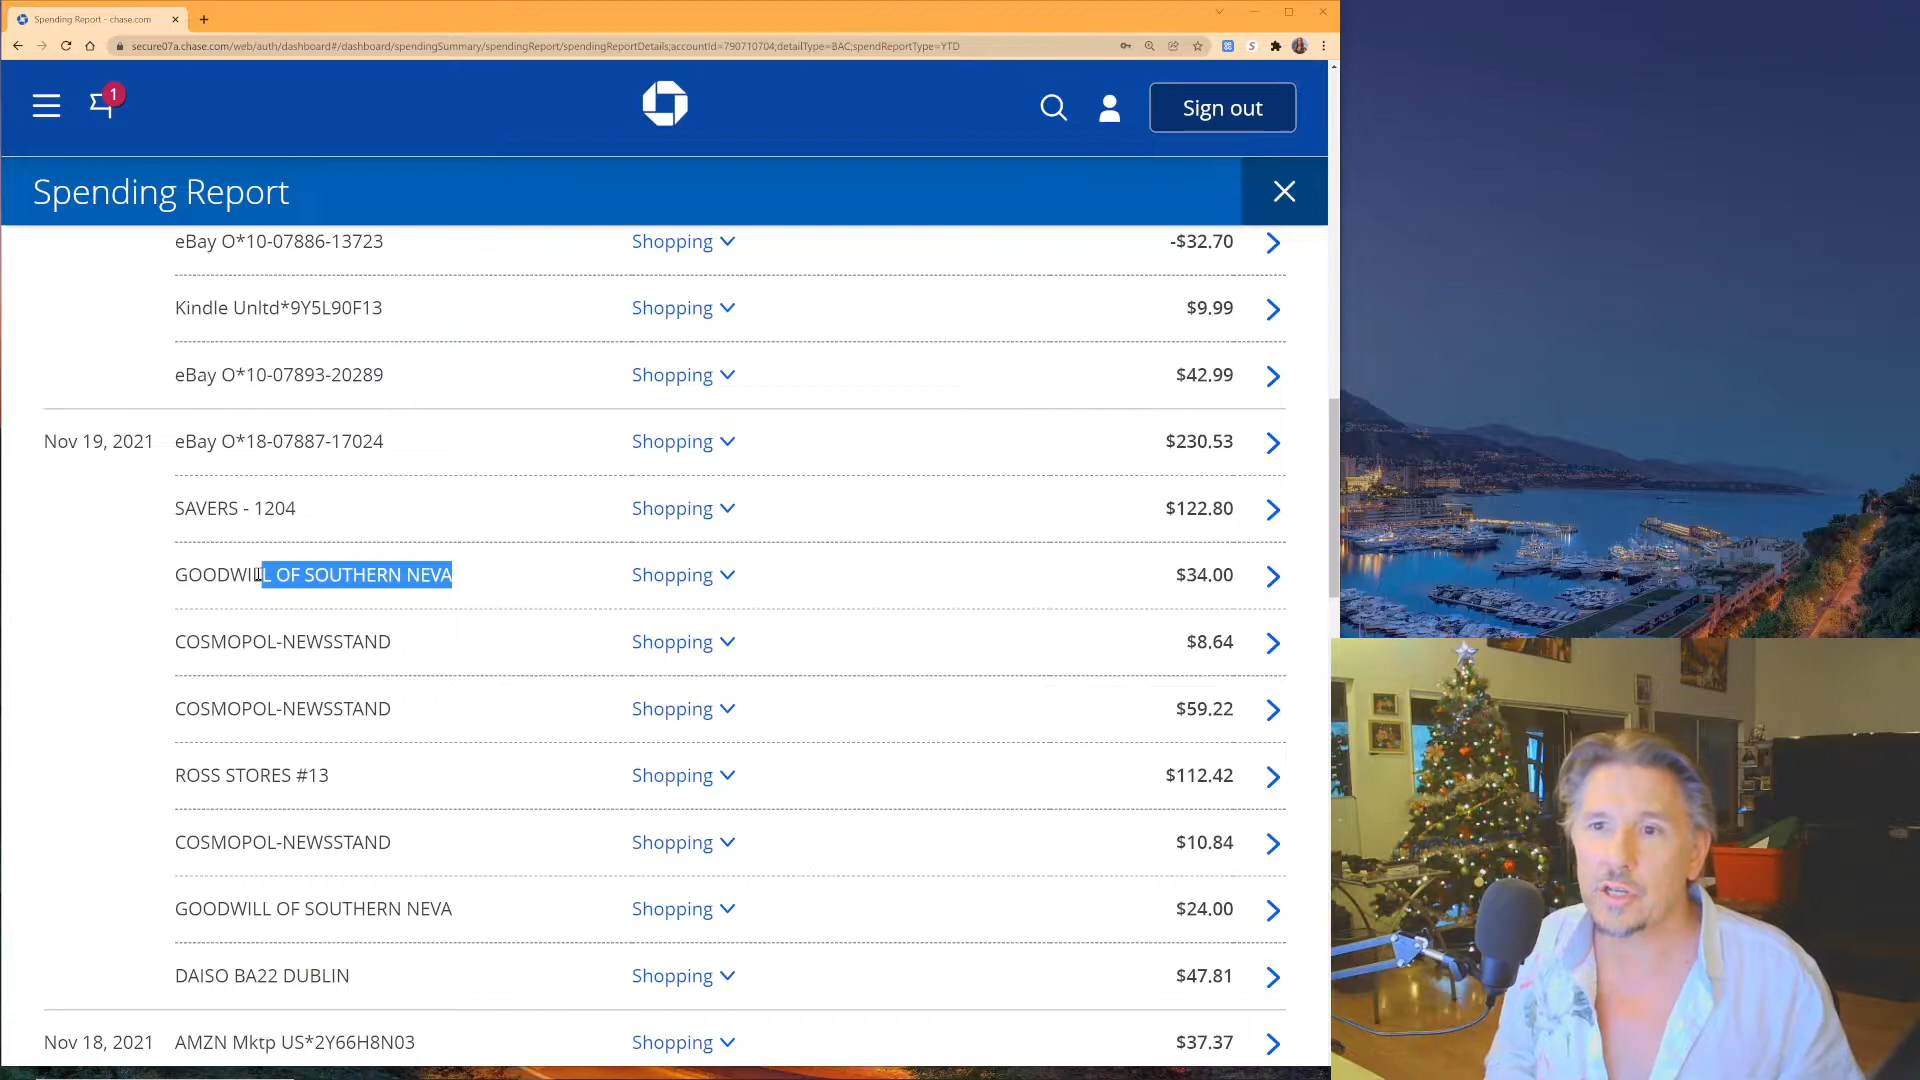 Spending Report - chase.com
secure07a.chase.com/web/auth/dashboard#/dashboard/spendingSummary/spendingReport/spendingReportDetails;accountId=790710704;detailType=BAC;spendReportType=YTD
1
Sign out
Spending Report
eBay O*10-07886-13723 Shopping -$32.70
Kindle Unltd*9Y5L90F13 Shopping $9.99
eBay O*10-07893-20289 Shopping $42.99
Nov 19, 2021 eBay O*18-07887-17024 Shopping $230.53
SAVERS - 1204 Shopping $122.80
GOODWILL OF SOUTHERN NEVA Shopping $34.00
COSMOPOL-NEWSSTAND Shopping $8.64
COSMOPOL-NEWSSTAND Shopping $59.22
ROSS STORES #13 Shopping $112.42
COSMOPOL-NEWSSTAND Shopping $10.84
GOODWILL OF SOUTHERN NEVA Shopping $24.00
DAISO BA22 DUBLIN Shopping $47.81
Nov 18, 2021 AMZN Mktp US*2Y66H8N03 Shopping $37.37